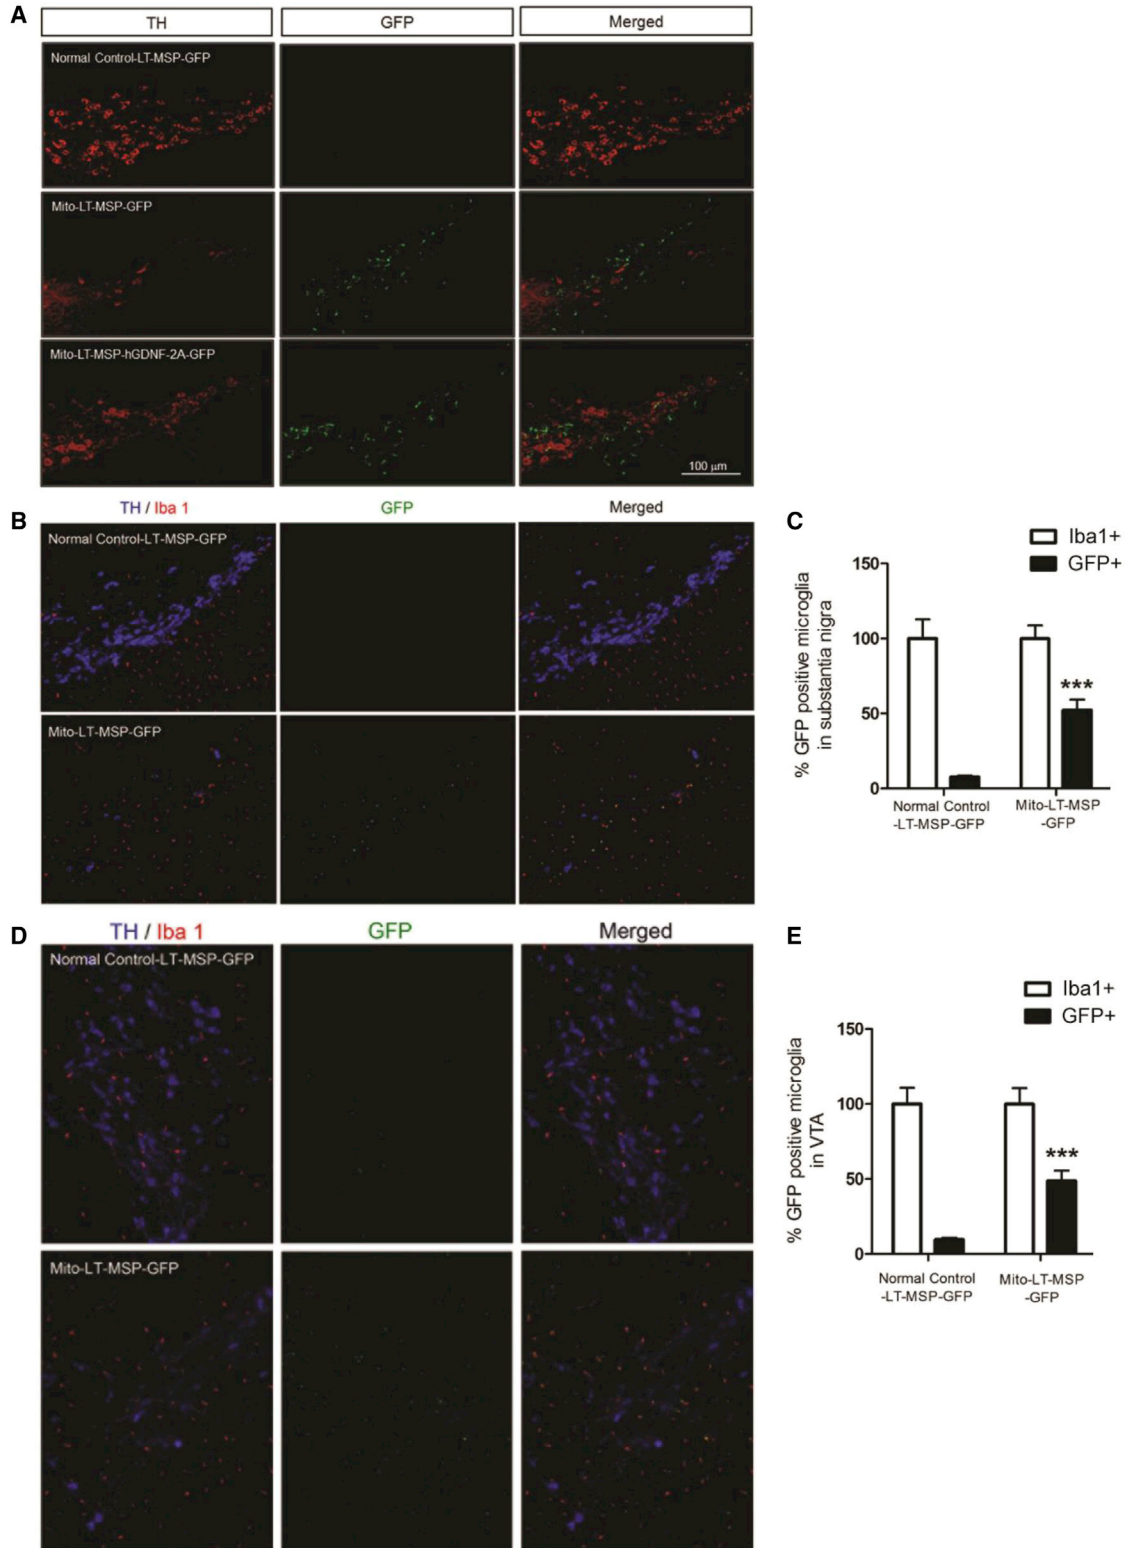 A
TH
GFP
Merged
Normal Control-LT-MSP-GFP
Mito-LT-MSP-GFP
Mito-LT-MSP-hGDNF-2A-GFP
100 μm
B
TH / Iba 1
GFP
Merged
Normal Control-LT-MSP-GFP
Mito-LT-MSP-GFP
C
Iba1+
GFP+
% GFP positive microglia
in substantia nigra
150
100
50
0
***
Normal Control
-LT-MSP-GFP
Mito-LT-MSP
-GFP
D
TH / Iba 1
GFP
Merged
Normal Control-LT-MSP-GFP
Mito-LT-MSP-GFP
E
Iba1+
GFP+
% GFP positive microglia
in VTA
150
100
50
0
***
Normal Control
-LT-MSP-GFP
Mito-LT-MSP
-GFP